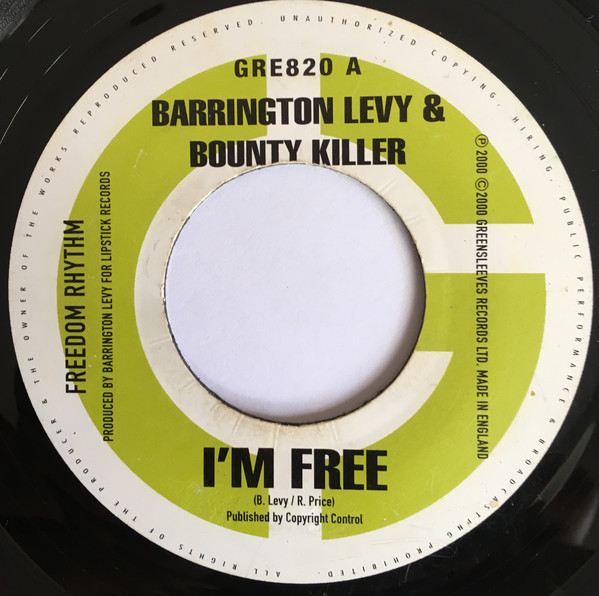 GRE820 A
BARRINGTON LEVY &
BOUNTY KILLER
FREEDOM RHYTHM
PRODUCED BY BARRINGTON LEVY FOR LIPSTICK RECORDS
℗ 2000 ©2000 GREENSLEEVES RECORDS LTD. MADE IN ENGLAND
I'M FREE
(B. Levy / R. Price)
Published by Copyright Control
ALL RIGHTS OF THE PRODUCER & THE OWNER OF THE WORKS REPRODUCED RESERVED. UNAUTHORIZED COPYING, HIRING, PUBLIC PERFORMANCE & BROADCASTPNG PROHIBITED.